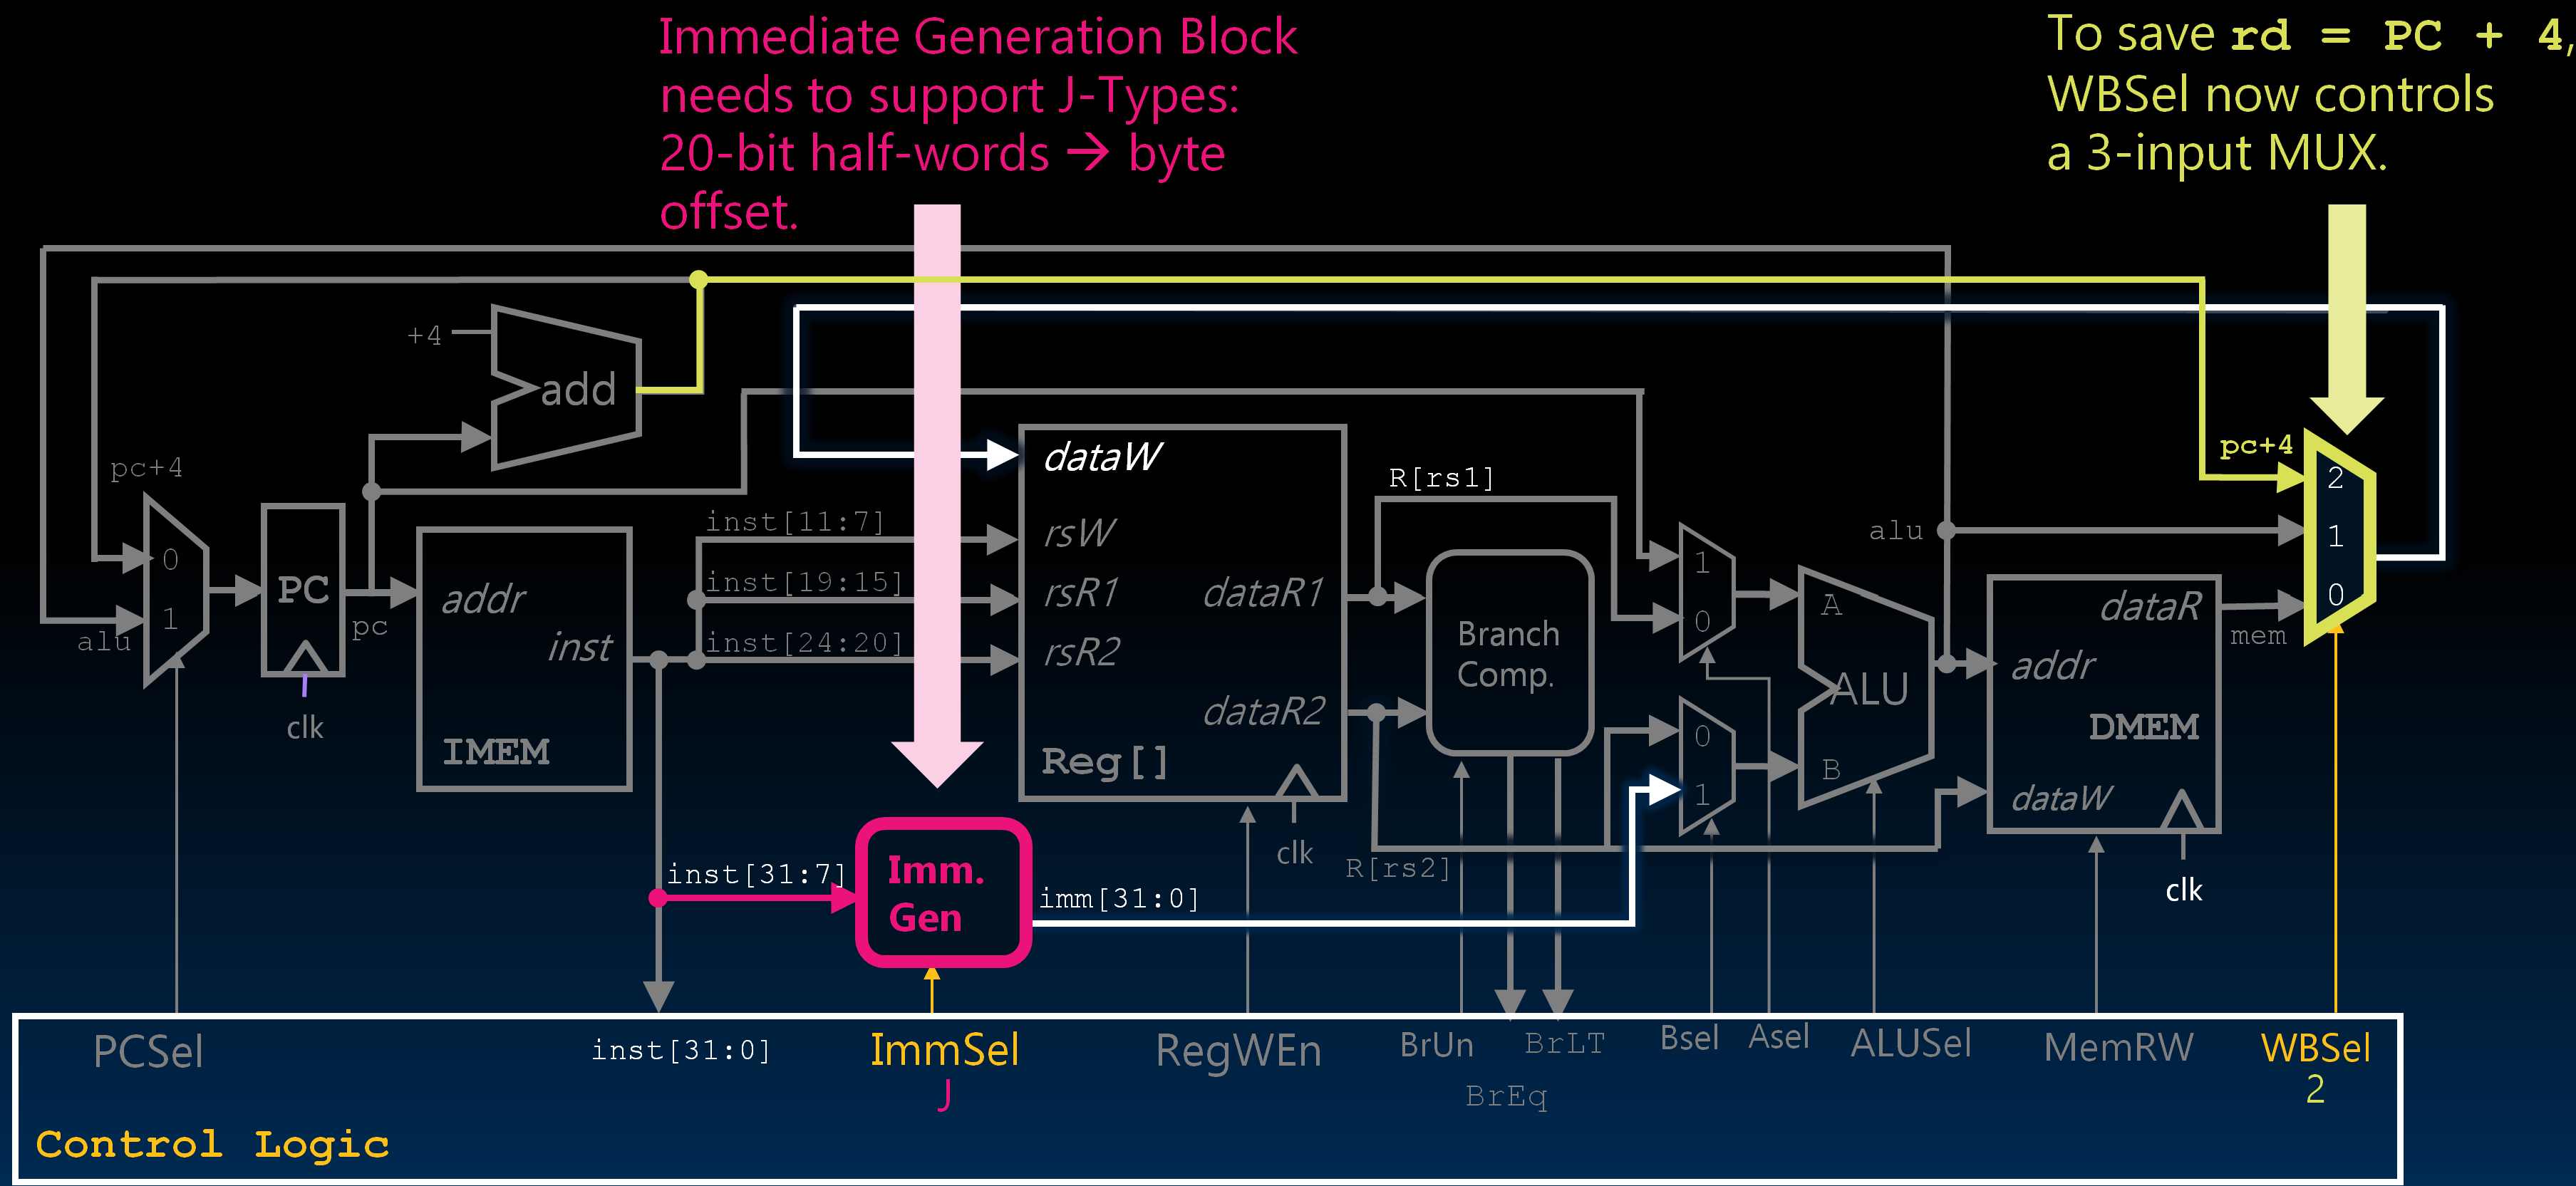 Immediate Generation Block
needs to support J-Types:
20-bit half-words → byte
offset.
To save rd = PC + 4,
WBSel now controls
a 3-input MUX.
+4
add
pc+4
0
1
alu
PC
clk
pc
addr
inst
IMEM
inst[11:7]
inst[19:15]
inst[24:20]
dataW
rsW
rsR1
rsR2
dataR1
dataR2
Reg[]
clk
R[rs1]
Branch
Comp.
R[rs2]
inst[31:7]
Imm.
Gen
imm[31:0]
1
0
0
1
A
B
ALU
alu
addr
dataR
DMEM
dataW
clk
mem
pc+4
2
1
0
PCSel
inst[31:0]
ImmSel
J
RegWEn
BrUn
BrLT
BrEq
Bsel
Asel
ALUSel
MemRW
WBSel
2
Control Logic